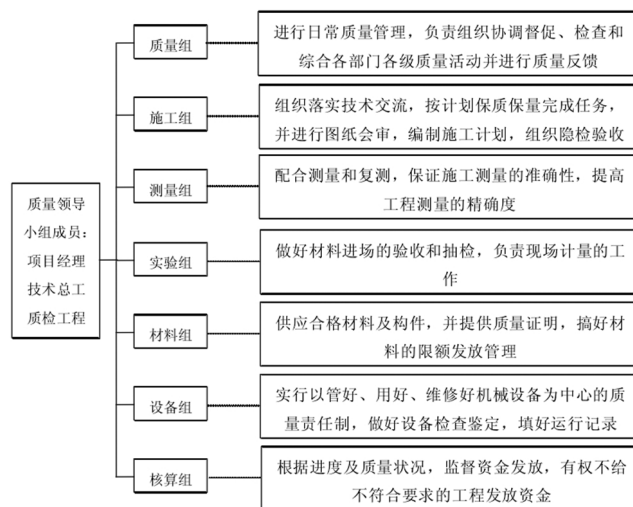 质量领导
小组成员：
项目经理
技术总工
质检工程
质量组
进行日常质量管理，负责组织协调督促、检查和
综合各部门各级质量活动并进行质量反馈
施工组
组织落实技术交流，按计划保质保量完成任务，
并进行图纸会审，编制施工计划，组织隐检验收
测量组
配合测量和复测，保证施工测量的准确性，提高
工程测量的精确度
实验组
做好材料进场的验收和抽检，负责现场计量的工
作
材料组
供应合格材料及构件，并提供质量证明，搞好材
料的限额发放管理
设备组
实行以管好、用好、维修好机械设备为中心的质
量责任制，做好设备检查鉴定，填好运行记录
核算组
根据进度及质量状况，监督资金发放，有权不给
不符合要求的工程发放资金